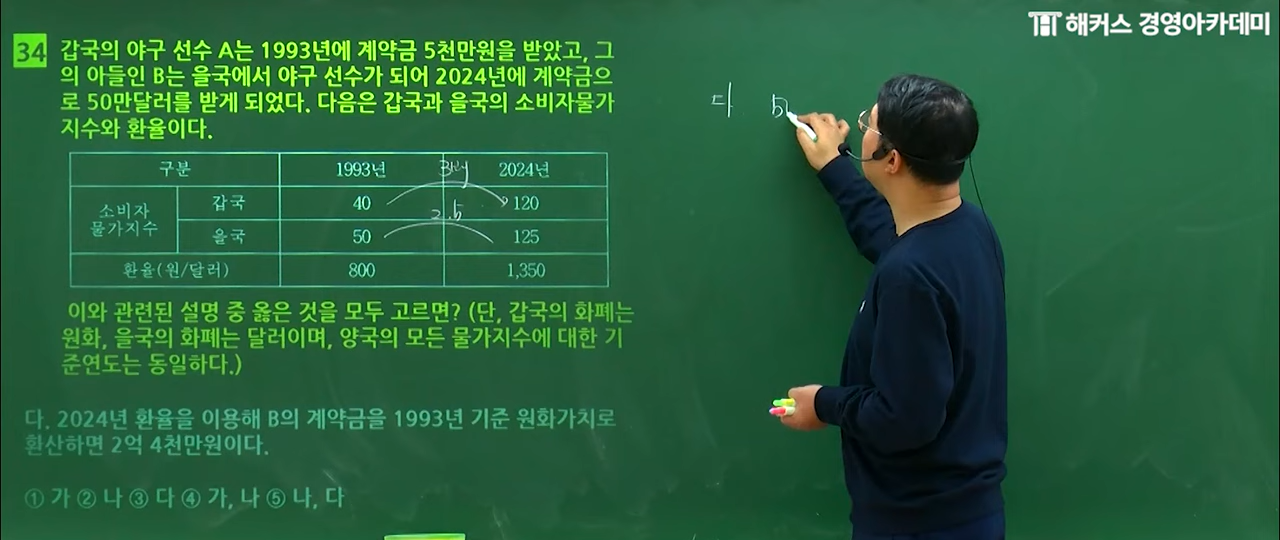 해커스 경영아카데미
34 갑국의 야구 선수 A는 1993년에 계약금 5천만원을 받았고, 그
의 아들인 B는 을국에서 야구 선수가 되어 2024년에 계약금으
로 50만달러를 받게 되었다. 다음은 갑국과 을국의 소비자물가
지수와 환율이다.
구분 1993년 2024년
소비자 물가지수 갑국 40 120
2.5
을국 50 125
환율(원/달러) 800 1,350
이와 관련된 설명 중 옳은 것을 모두 고르면? (단, 갑국의 화폐는
원화, 을국의 화폐는 달러이며, 양국의 모든 물가지수에 대한 기
준연도는 동일하다.)
다. 2024년 환율을 이용해 B의 계약금을 1993년 기준 원화가치로
환산하면 2억 4천만원이다.
① 가 ② 나 ③ 다 ④ 가, 나 ⑤ 나, 다
다 50